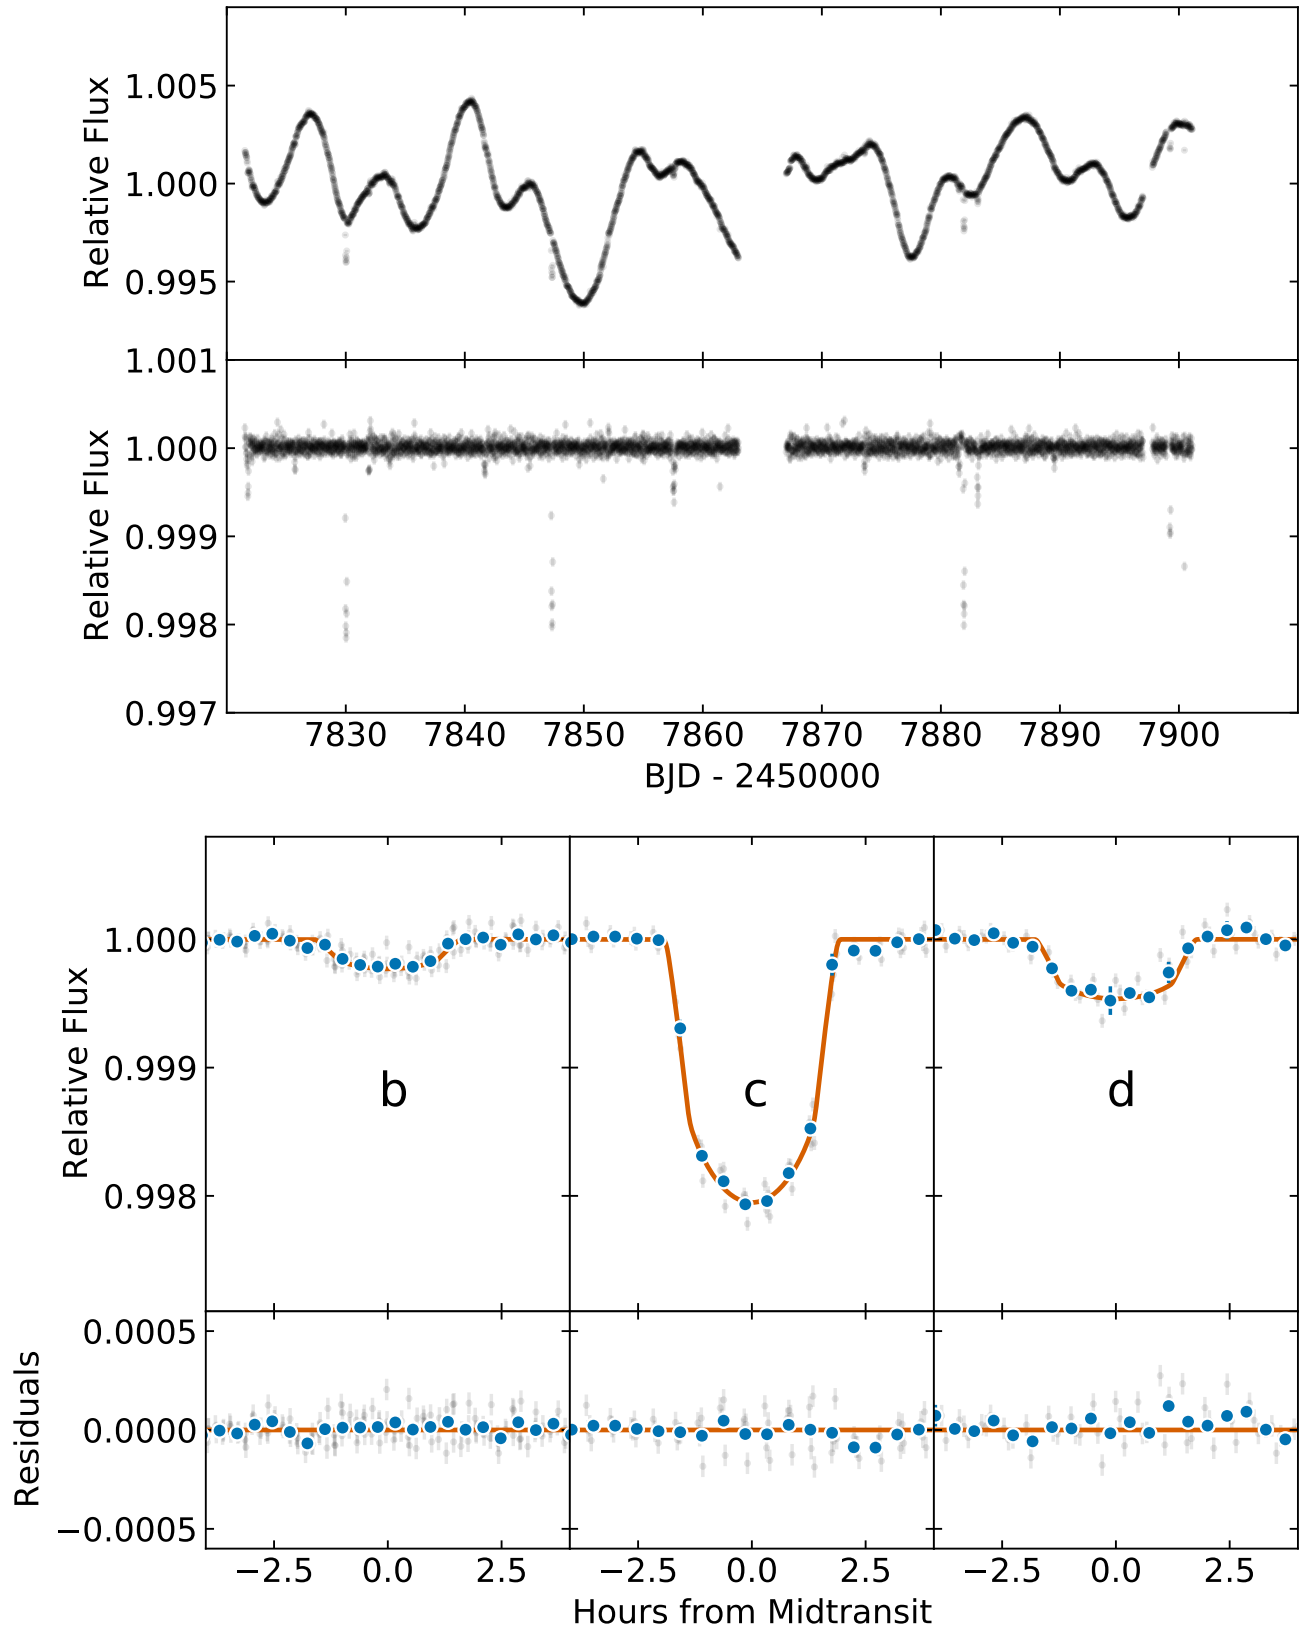 Relative Flux
1.005
1.000
0.995
Relative Flux
1.001
1.000
0.999
0.998
0.997
7830 7840 7850 7860 7870 7880 7890 7900
BJD - 2450000
Relative Flux
1.000
0.999
0.998
b c d
Residuals
0.0005
0.0000
−0.0005
−2.5 0.0 2.5 −2.5 0.0 2.5 −2.5 0.0 2.5
Hours from Midtransit